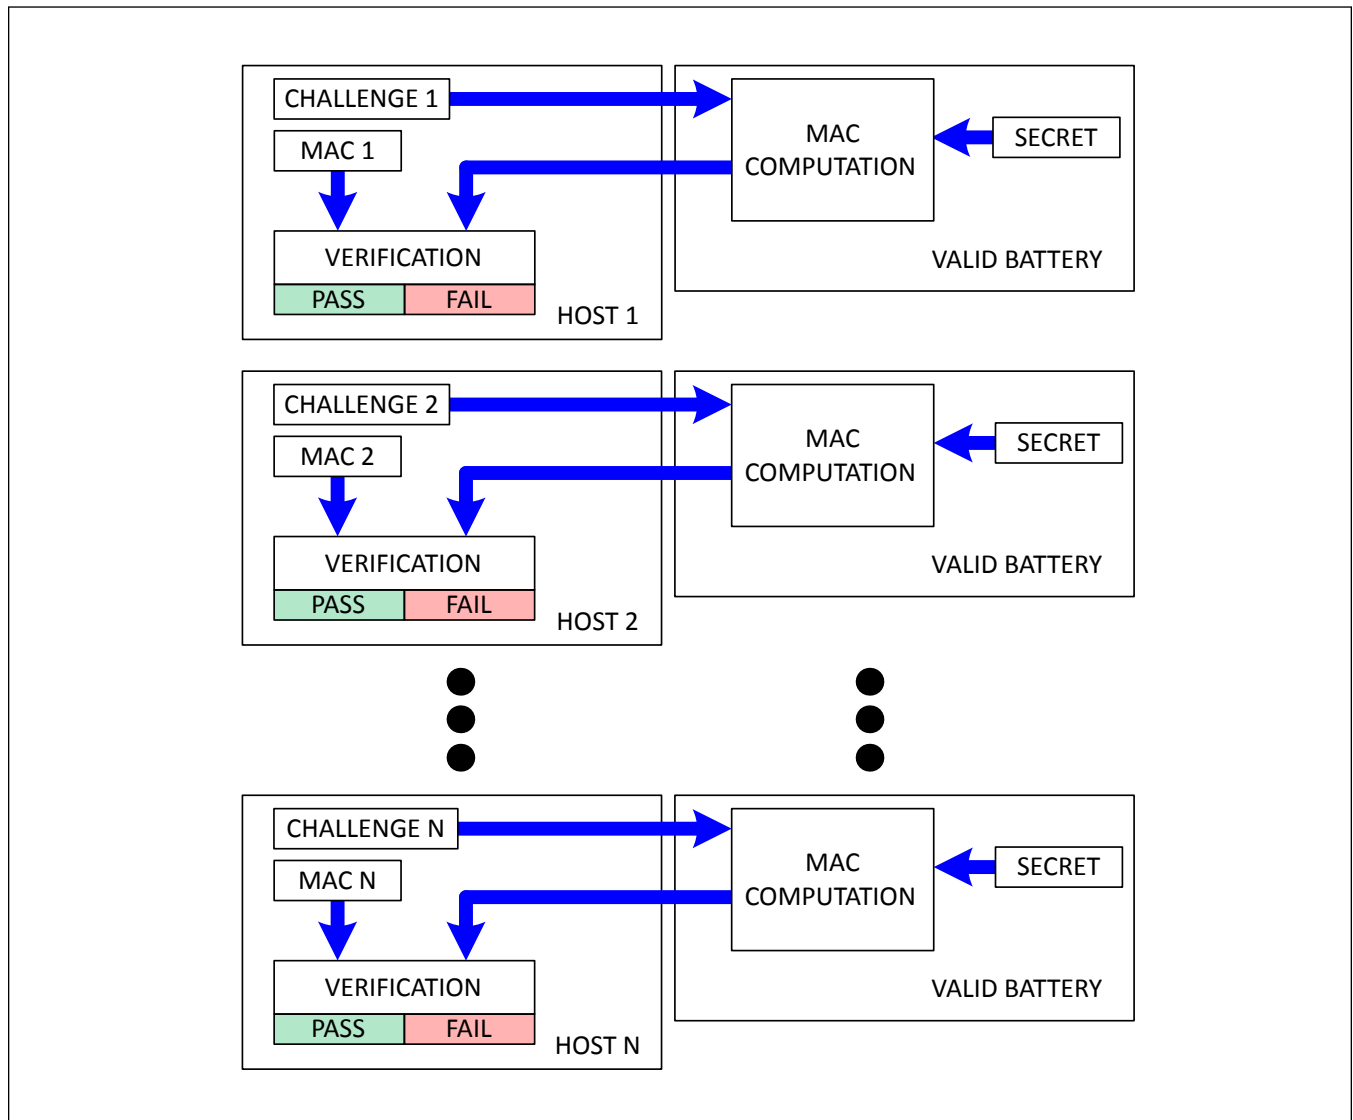 CHALLENGE 1
MAC 1
VERIFICATION
PASS
FAIL
HOST 1
MAC
COMPUTATION
SECRET
VALID BATTERY
CHALLENGE 2
MAC 2
VERIFICATION
PASS
FAIL
HOST 2
MAC
COMPUTATION
SECRET
VALID BATTERY
CHALLENGE N
MAC N
VERIFICATION
PASS
FAIL
HOST N
MAC
COMPUTATION
SECRET
VALID BATTERY